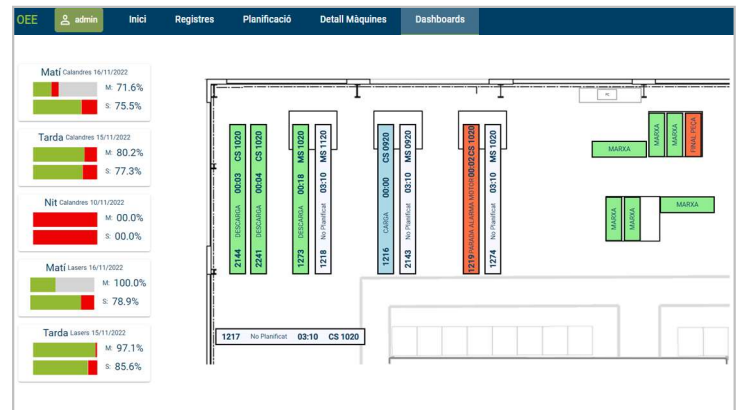 OEE admin Inici Registres Planificació Detall Màquines Dashboards
Matí Calandres 16/11/2022
M: 71.6%
S: 75.5%
Tarda Calandres 15/11/2022
M: 80.2%
S: 77.3%
Nit Calandres 10/11/2022
M: 00.0%
S: 00.0%
Matí Lasers 16/11/2022
M: 100.0%
S: 78.9%
Tarda Lasers 15/11/2022
M: 97.1%
S: 85.6%
2144 DESCARGA 00:03 CS 1020
2241 DESCARGA 00:04 CS 1020
1273 DESCARGA 00:18 MS 1020
1218 No Planificat 03:10 MS 1120
1216 CARGA 00:00 CS 0920
2143 No Planificat 03:10 MS 0920
1219 PARADA ALARMA MOTOR 00:02 CS 1020
1274 No Planificat 03:10 MS 1020
1217 No Planificat 03:10 CS 1020
MARXA
MARXA
MARXA
FINAL PEÇA
MARXA
MARXA
MARXA